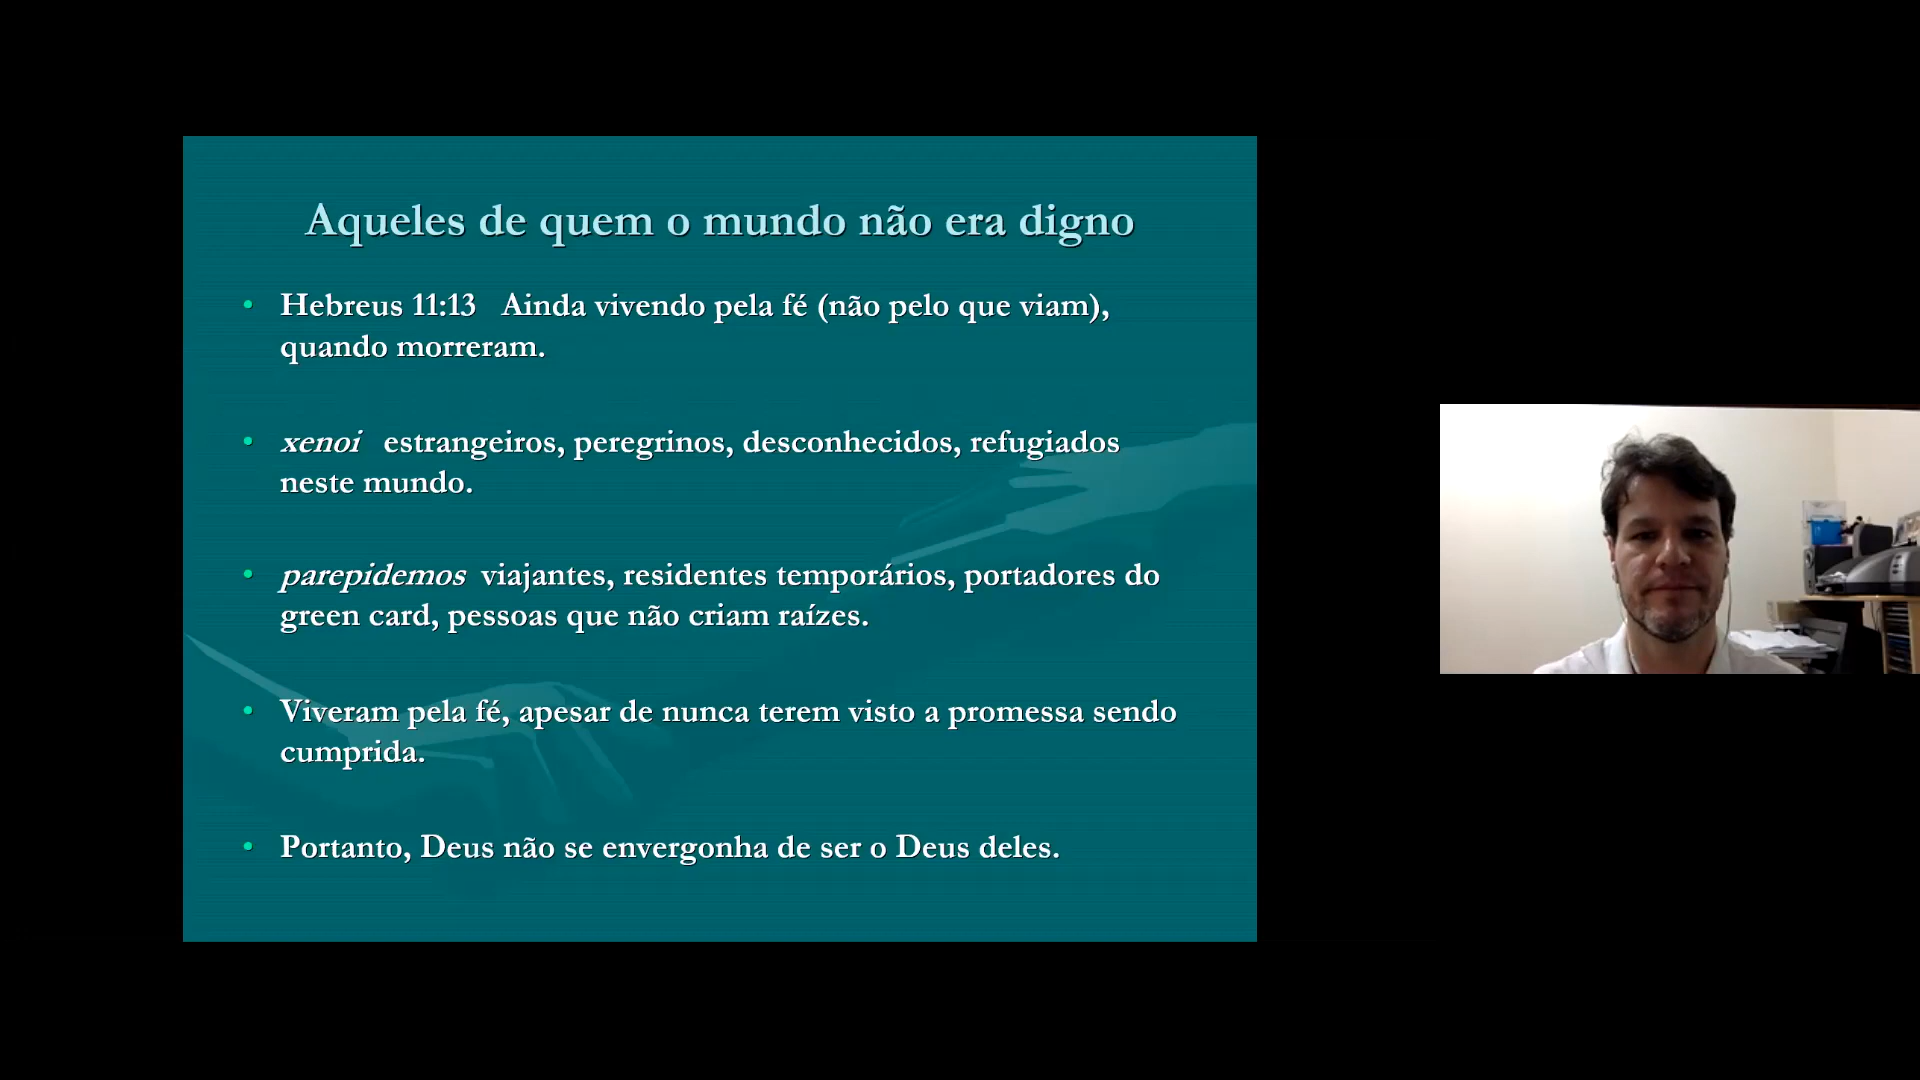 Aqueles de quem o mundo não era digno
• Hebreus 11:13 Ainda vivendo pela fé (não pelo que viam),
quando morreram.
• xenoi estrangeiros, peregrinos, desconhecidos, refugiados
neste mundo.
• parepidemos viajantes, residentes temporários, portadores do
green card, pessoas que não criam raízes.
• Viveram pela fé, apesar de nunca terem visto a promessa sendo
cumprida.
• Portanto, Deus não se envergonha de ser o Deus deles.